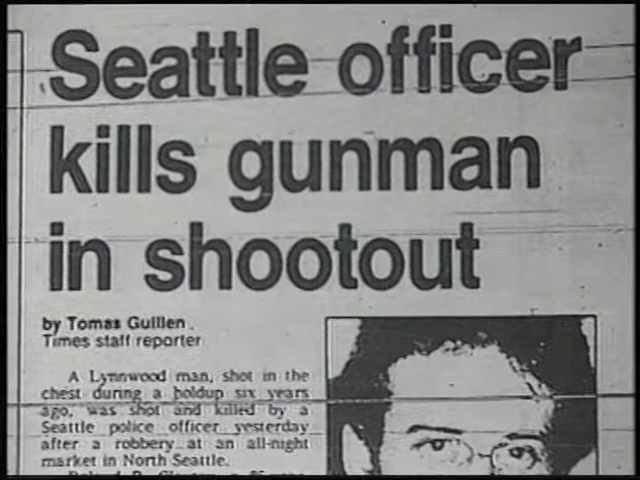 Seattle officer
kills gunman
in shootout
by Tomas Guillen
Times staff reporter
A Lynnwood man, shot in the
chest during a holdup six years
ago, was shot and killed by a
Seattle police officer yesterday
after a robbery at an all-night
market in North Seattle.